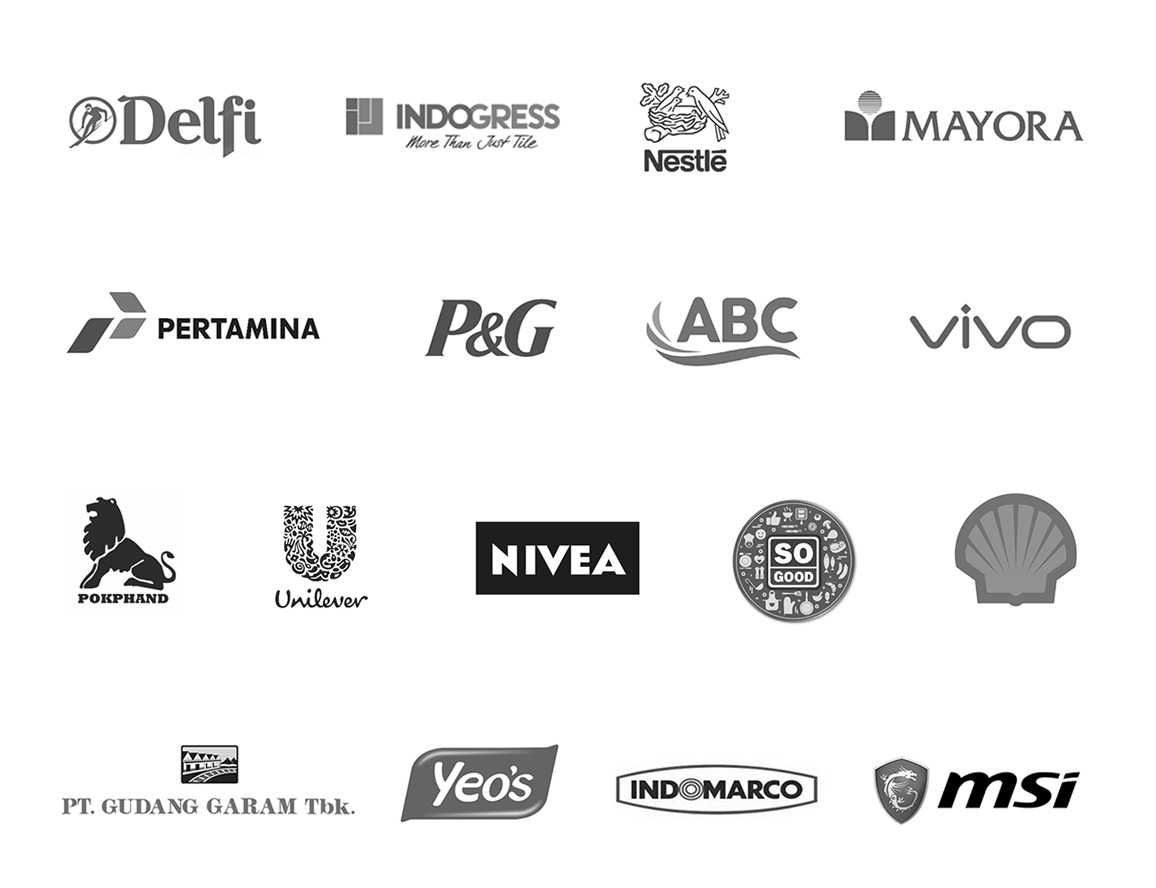 Delfi
INDOGRESS
More Than Just Tile
Nestlé
MAYORA
PERTAMINA
P&G
ABC
vivo
POKPHAND
Unilever
NIVEA
SO
GOOD
PT. GUDANG GARAM Tbk.
Yeo's
INDOMARCO
msi